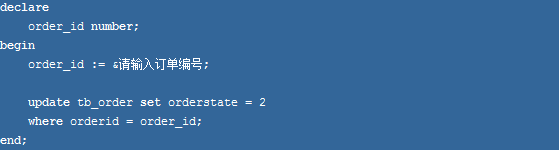 declare
order_id number;
begin
order_id := &请输入订单编号;
update tb_order set orderstate = 2
where orderid = order_id;
end;